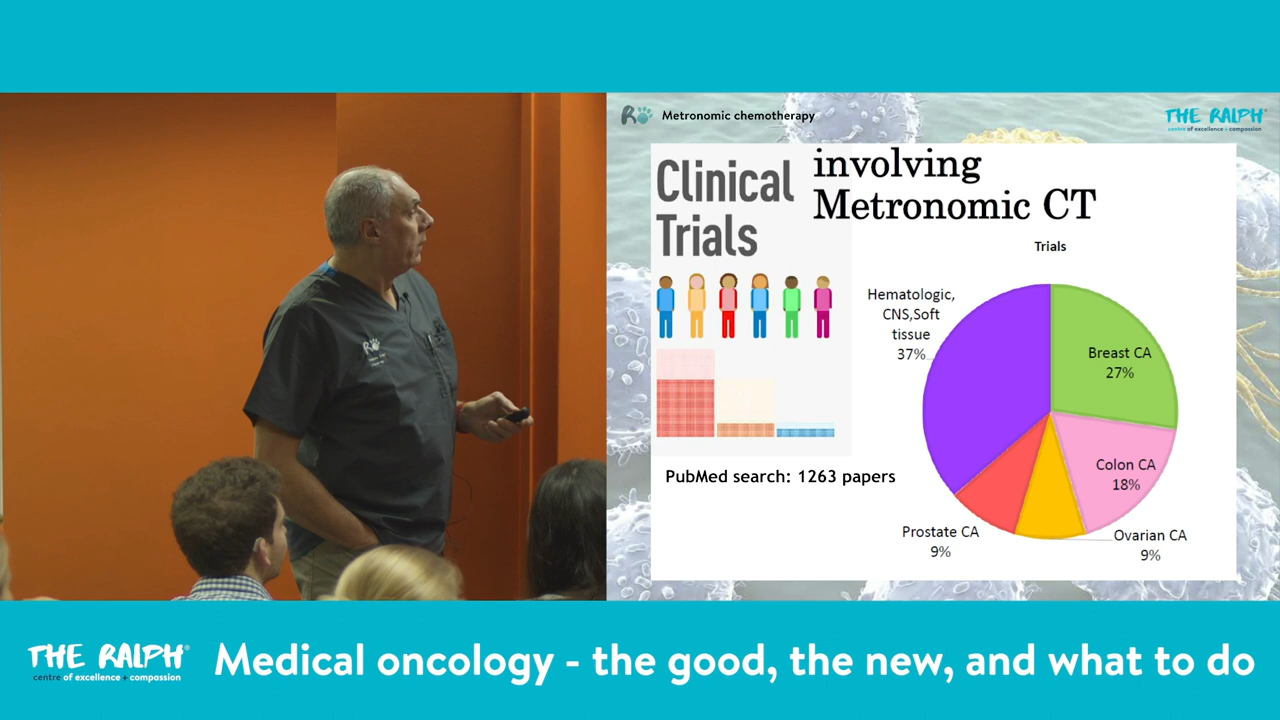 R
Metronomic chemotherapy
THE RALPH®
centre of excellence + compassion
Clinical
Trials
involving
Metronomic CT
Trials
Hematologic,
CNS,Soft
tissue
37%
Breast CA
27%
Colon CA
18%
Ovarian CA
9%
Prostate CA
9%
PubMed search: 1263 papers
R
THE RALPH®
centre of excellence + compassion
Medical oncology - the good, the new, and what to do